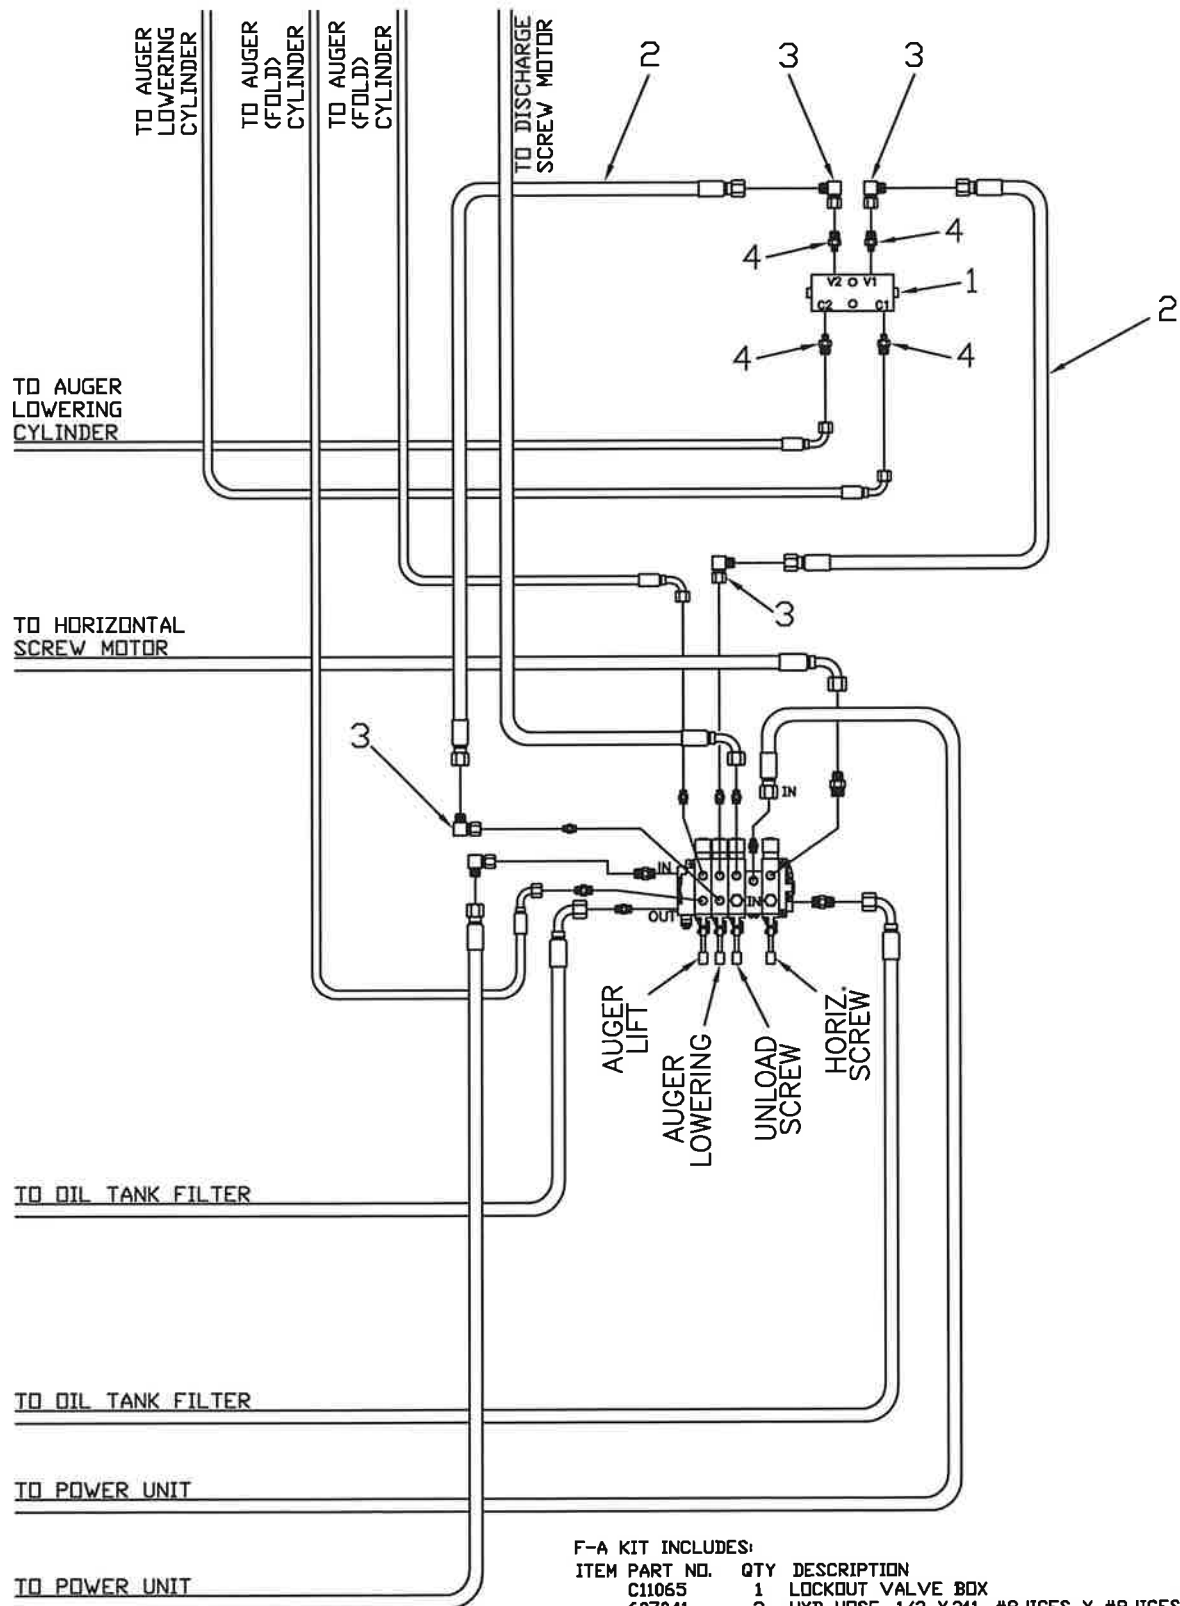 TO AUGER
LOWERING
CYLINDER
TO AUGER
(FOLD)
CYLINDER
TO AUGER
(FOLD)
CYLINDER
TO DISCHARGE
SCREW MOTOR
2
3
3
4
4
V2 V1
1
C2 C1
2
4
4
TO AUGER
LOWERING
CYLINDER
3
TO HORIZONTAL
SCREW MOTOR
3
IN
IN
IN
OUT
AUGER
LIFT
AUGER
LOWERING
UNLOAD
SCREW
HORIZ.
SCREW
TO OIL TANK FILTER
TO OIL TANK FILTER
TO POWER UNIT
TO POWER UNIT
F-A KIT INCLUDES:
ITEM PART NO. QTY DESCRIPTION
C11065 1 LOCKOUT VALVE BOX